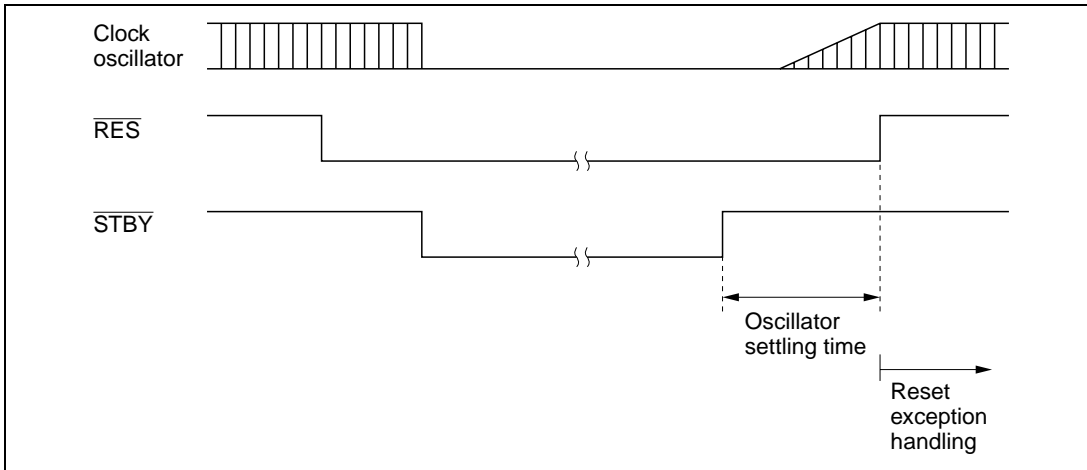 Clock
oscillator
RES
STBY
Oscillator
settling time
Reset
exception
handling